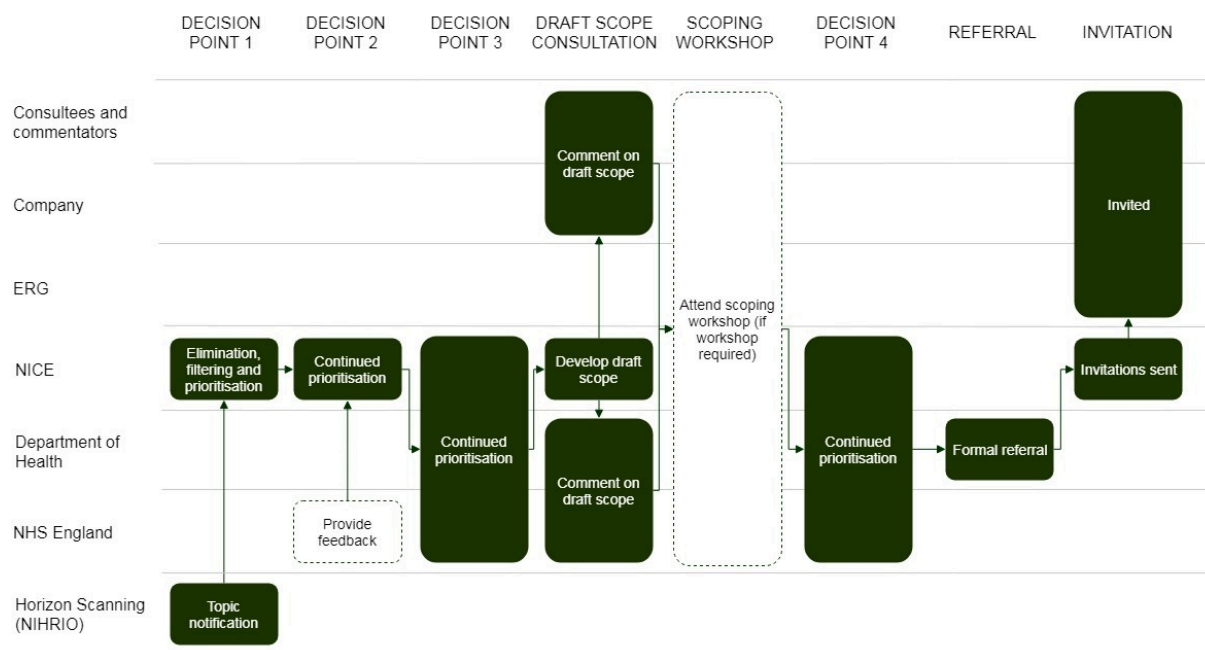 DECISION
POINT 1
DECISION
POINT 2
DECISION
POINT 3
DRAFT SCOPE
CONSULTATION
SCOPING
WORKSHOP
DECISION
POINT 4
REFERRAL
INVITATION
Consultees and
commentators
Comment on
draft scope
Company
Invited
ERG
Attend scoping
workshop (if
workshop
required)
NICE
Elimination,
filtering and
prioritisation
Continued
prioritisation
Develop draft
scope
Invitations sent
Department of
Health
Continued
prioritisation
Comment on
draft scope
Continued
prioritisation
Formal referral
NHS England
Provide
feedback
Horizon Scanning
(NIHRIO)
Topic
notification